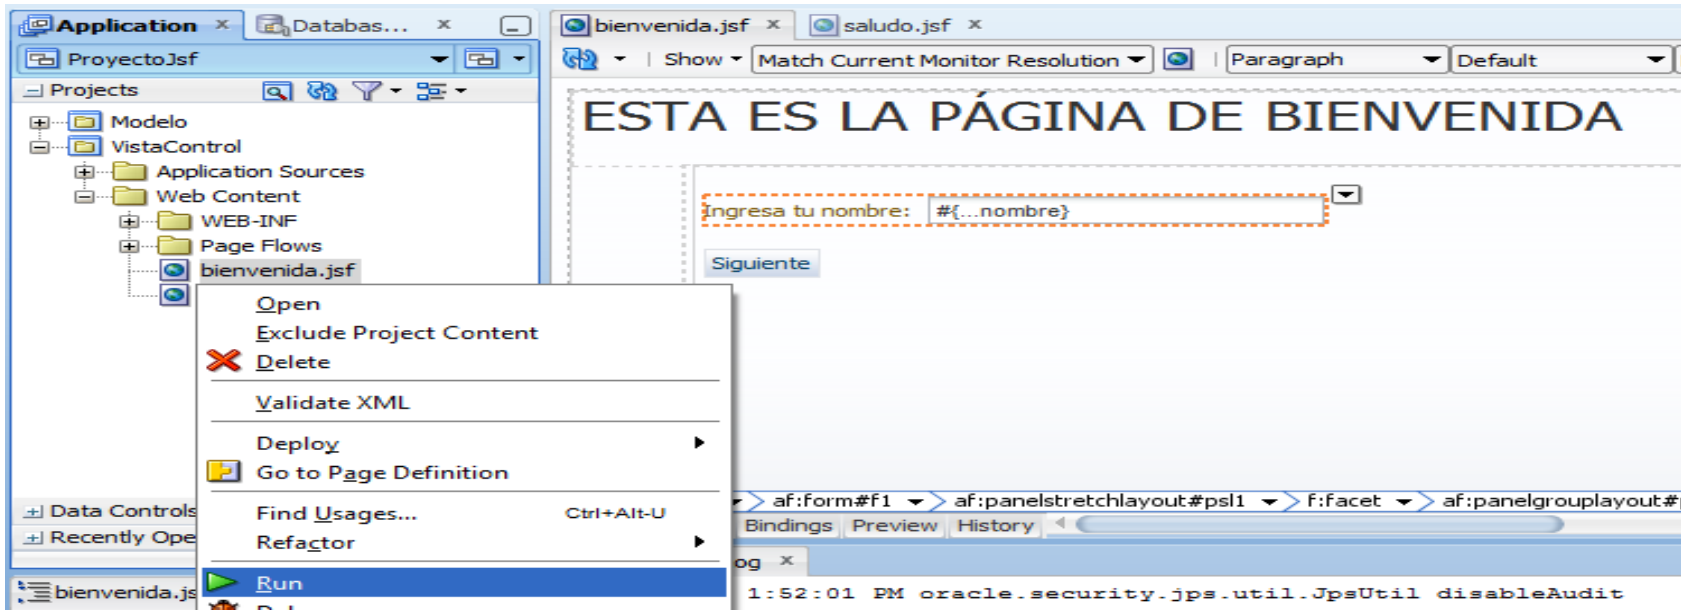 Application × Databas... ×
bienvenida.jsf × saludo.jsf ×
ProyectoJsf
Show Match Current Monitor Resolution Paragraph Default
Projects
ESTA ES LA PÁGINA DE BIENVENIDA
Modelo
VistaControl
Application Sources
Web Content
WEB-INF
Page Flows
bienvenida.jsf
Ingresa tu nombre: #{...nombre}
Siguiente
Open
Exclude Project Content
Delete
Validate XML
Deploy
Go to Page Definition
Find Usages... Ctrl+Alt-U
Refactor
Run
Data Controls
Recently Ope
bienvenida.js
af:form#f1 af:panelstretchlayout#psl1 f:facet af:panelgrouplayout#
Bindings Preview History
og ×
1:52:01 PM oracle.security.jps.util.JpsUtil disableAudit